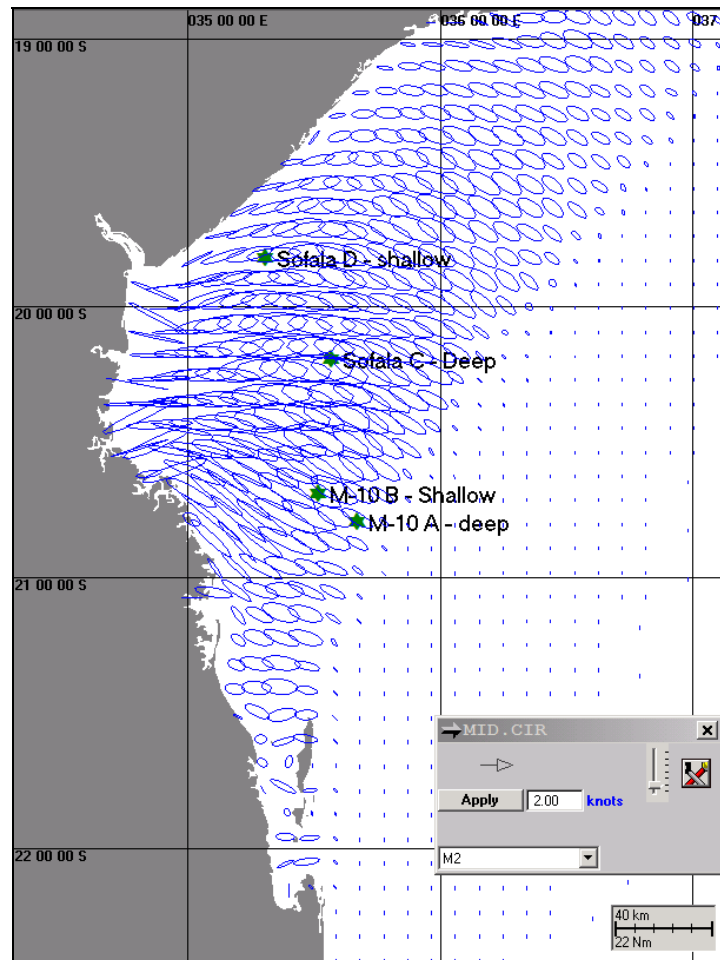 035 00 00 E
036 00 00 E
037
19 00 00 S
Sofala D - shallow
20 00 00 S
Sofala C - Deep
M-10 B - Shallow
M-10 A - deep
21 00 00 S
MID.CIR
Apply
2.00
knots
22 00 00 S
M2
40 km
22 Nm